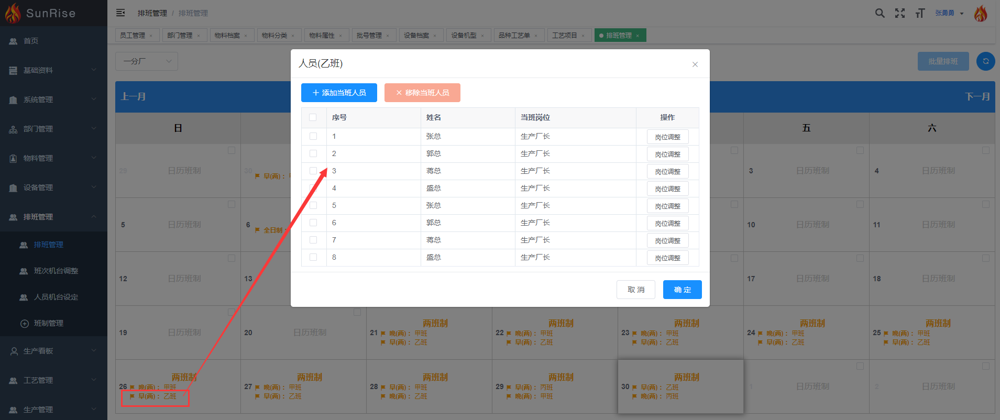 SunRise
排班管理 / 排班管理
张勇勇
首页
基础资料
系统管理
部门管理
物料管理
设备管理
排班管理
排班管理
班次机台调整
人员机台设定
班制管理
生产看板
工艺管理
生产管理
员工管理 × 部门管理 × 物料档案 × 物料分类 × 物料属性 × 批号管理 × 设备档案 × 设备机型 × 品种工艺单 × 工艺项目 × 排班管理 ×
一分厂
批量排班
上一月
下一月
日 五 六
29 日历班制
30 早(两)：
3 日历班制
4 日历班制
5 日历班制
6 全日制
10 日历班制
11 日历班制
12 日历班制
13
17 日历班制
18 日历班制
19 日历班制
20 日历班制
21 两班制
晚(两)： 甲班
早(两)： 乙班
22 两班制
晚(两)： 甲班
早(两)： 乙班
23 两班制
晚(两)： 甲班
早(两)： 乙班
24 两班制
晚(两)： 甲班
早(两)： 乙班
25 两班制
晚(两)： 甲班
早(两)： 乙班
26 两班制
晚(两)： 甲班
早(两)： 乙班
27 两班制
晚(两)： 甲班
早(两)： 乙班
28 两班制
早(两)： 甲班
晚(两)： 乙班
29 两班制
早(两)： 丙班
晚(两)： 甲班
30 两班制
早(两)： 乙班
晚(两)： 丙班
1 日历班制
2 日历班制
人员(乙班)
+ 添加当班人员
× 移除当班人员
序号 姓名 当班岗位 操作
1 张总 生产厂长 岗位调整
2 郭总 生产厂长 岗位调整
3 蒋总 生产厂长 岗位调整
4 盛总 生产厂长 岗位调整
5 张总 生产厂长 岗位调整
6 郭总 生产厂长 岗位调整
7 蒋总 生产厂长 岗位调整
8 盛总 生产厂长 岗位调整
取 消
确 定